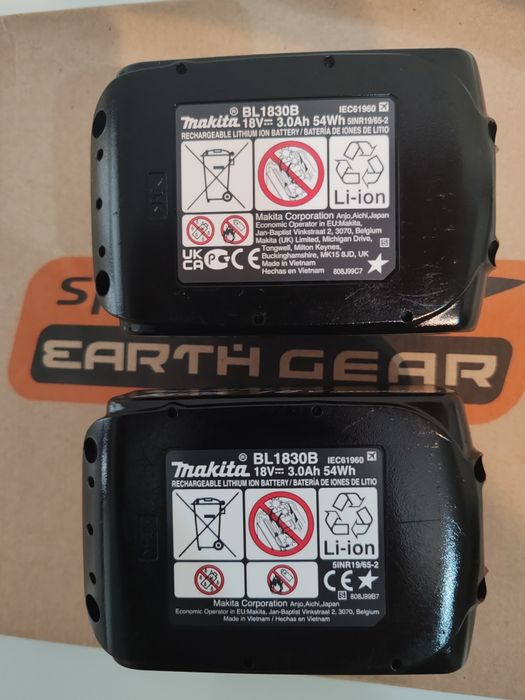 makita® BL1830B IEC61960
18V 3.0Ah 54Wh 5INR19/65-2
RECHARGEABLE LITHIUM ION BATTERY / BATERÍA DE IONES DE LITIO
Li-ion
Makita Corporation Anjo,Aichi,Japan
Economic Operator in EU:Makita,
Jan-Baptist Vinkstraat 2, 3070, Belgium
Makita (UK) Limited, Michigan Drive,
Tongwell, Milton Keynes,
Buckinghamshire, MK15 8JD, UK
Made in Vietnam
Hechas en Vietnam 808J99C7
UK CA CE
EARTH GEAR
makita® BL1830B IEC61960
18V 3.0Ah 54Wh
RECHARGEABLE LITHIUM ION BATTERY / BATERÍA DE IONES DE LITIO
Li-ion
5INR19/65-2
CE
808J99B7
Makita Corporation Anjo,Aichi,Japan
Economic Operator in EU:Makita, Jan-Baptist Vinkstraat 2, 3070, Belgium
Made in Vietnam / Hechas en Vietnam